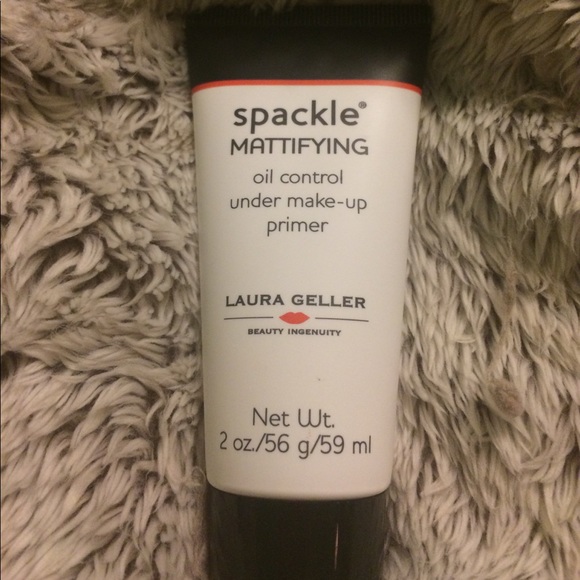 spackle®
MATTIFYING
oil control
under make-up
primer
LAURA GELLER
BEAUTY INGENUITY
Net Wt.
2 oz./56 g/59 ml